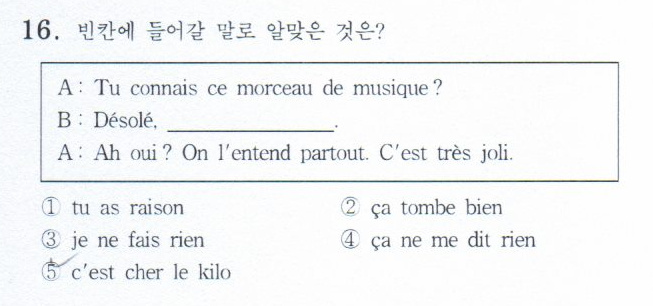 16. 빈칸에 들어갈 말로 알맞은 것은?
A : Tu connais ce morceau de musique ?
B : Désolé, ____________.
A : Ah oui ? On l'entend partout. C'est très joli.
① tu as raison ② ça tombe bien
③ je ne fais rien ④ ça ne me dit rien
⑤ c'est cher le kilo